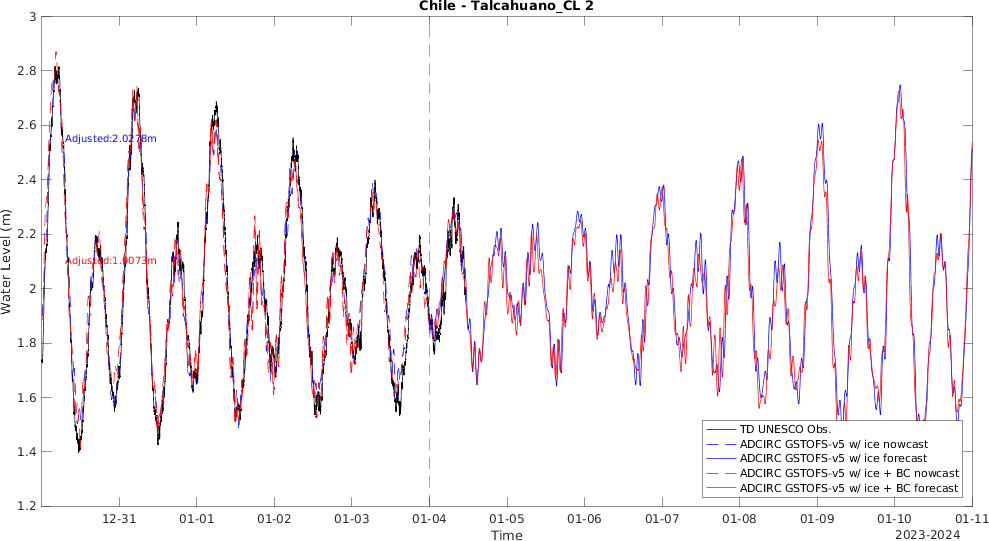 Chile - Talcahuano_CL 2
Water Level (m)
3
2.8
2.6
2.4
2.2
2
1.8
1.6
1.4
1.2
Adjusted:2.0278m
Adjusted:1.9073m
TD UNESCO Obs.
ADCIRC GSTOFS-v5 w/ ice nowcast
ADCIRC GSTOFS-v5 w/ ice forecast
ADCIRC GSTOFS-v5 w/ ice + BC nowcast
ADCIRC GSTOFS-v5 w/ ice + BC forecast
12-31 01-01 01-02 01-03 01-04 01-05 01-06 01-07 01-08 01-09 01-10 01-11
Time
2023-2024